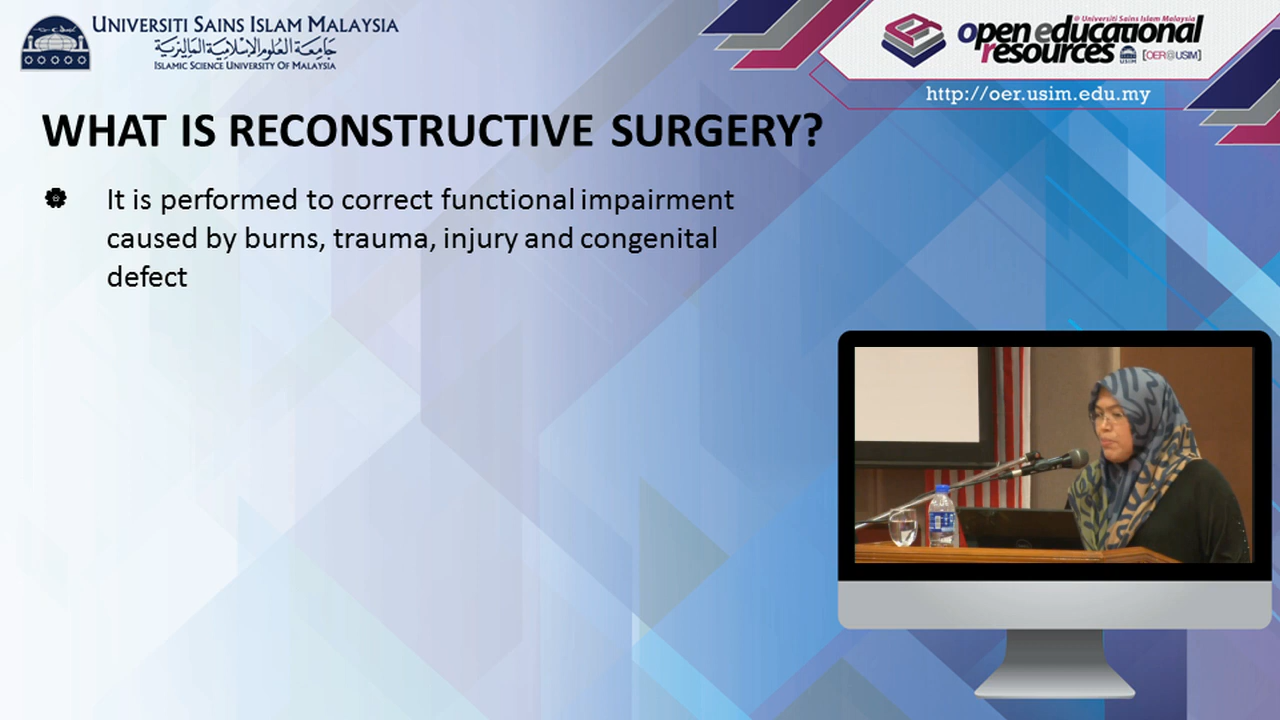 UNIVERSITI SAINS ISLAM MALAYSIA
جامعة العلوم الإسلامية الماليزية
ISLAMIC SCIENCE UNIVERSITY OF MALAYSIA
@ Universiti Sains Islam Malaysia
open educational
resources
USIM
[OER@USIM]
http://oer.usim.edu.my
WHAT IS RECONSTRUCTIVE SURGERY?
It is performed to correct functional impairment
caused by burns, trauma, injury and congenital
defect